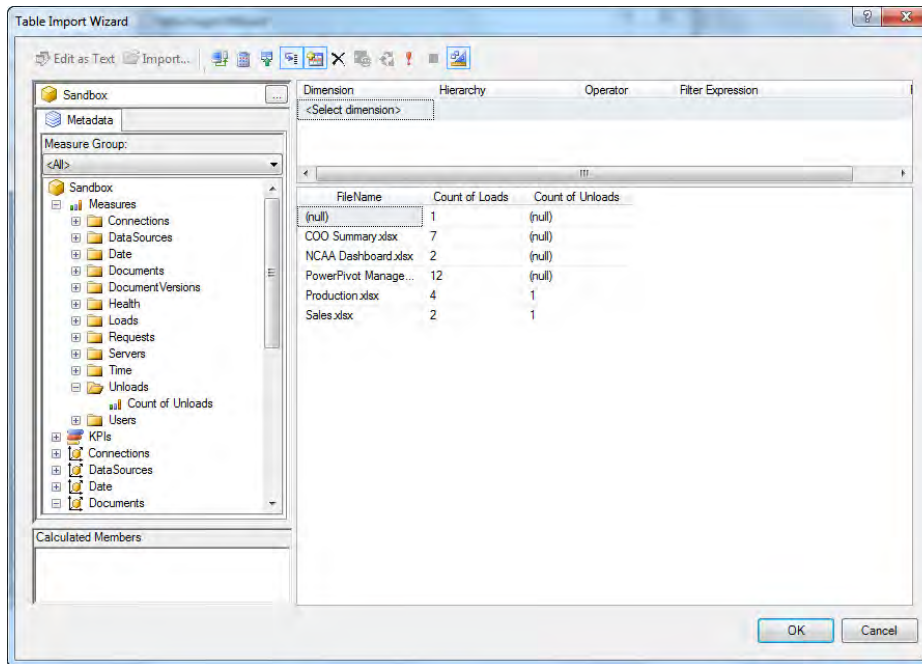 Table Import Wizard
Edit as Text Import...
Sandbox ...
Metadata
Measure Group:
<All>
Sandbox
Measures
Connections
DataSources
Date
Documents
DocumentVersions
Health
Loads
Requests
Servers
Time
Unloads
Count of Unloads
Users
KPIs
Connections
DataSources
Date
Documents
Calculated Members
Dimension Hierarchy Operator Filter Expression
<Select dimension>
FileName Count of Loads Count of Unloads
(null) 1 (null)
COO Summary.xlsx 7 (null)
NCAA Dashboard.xlsx 2 (null)
PowerPivot Manage... 12 (null)
Production.xlsx 4 1
Sales.xlsx 2 1
OK Cancel